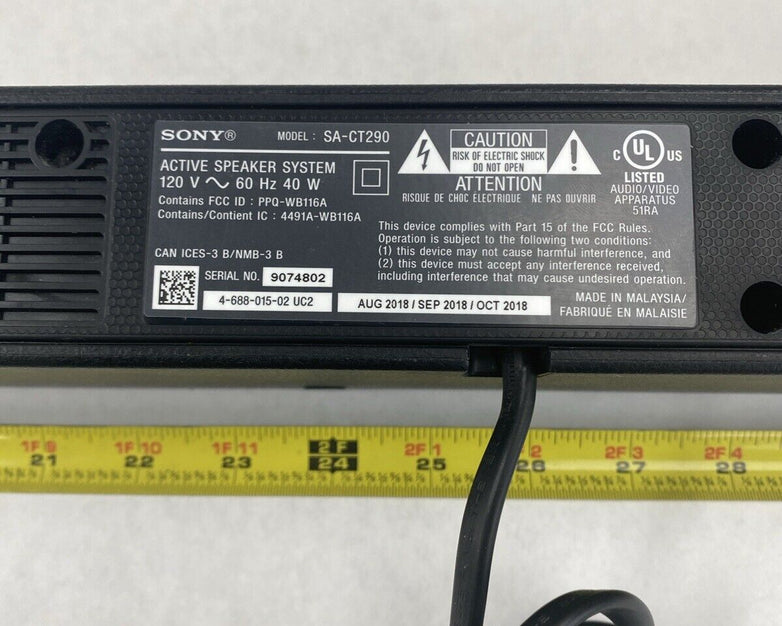 SONY® MODEL: SA-CT290
ACTIVE SPEAKER SYSTEM
120 V ～ 60 Hz 40 W
Contains FCC ID : PPQ-WB116A
Contains/Contient IC : 4491A-WB116A
CAN ICES-3 B/NMB-3 B
SERIAL NO. 9074802
4-688-015-02 UC2
CAUTION
RISK OF ELECTRIC SHOCK
DO NOT OPEN
ATTENTION
RISQUE DE CHOC ELECTRIQUE NE PAS OUVRIR
C UL US
®
LISTED
AUDIO/VIDEO
APPARATUS
51RA
This device complies with Part 15 of the FCC Rules.
Operation is subject to the following two conditions:
(1) this device may not cause harmful interference, and
(2) this device must accept any interference received,
including interference that may cause undesired operation.
AUG 2018 / SEP 2018 / OCT 2018
MADE IN MALAYSIA/
FABRIQUÉ EN MALAISIE
1F 9 1F 10 1F 11 2F 2F 1 2 2F 3 2F 4
21 22 23 24 25 26 27 28